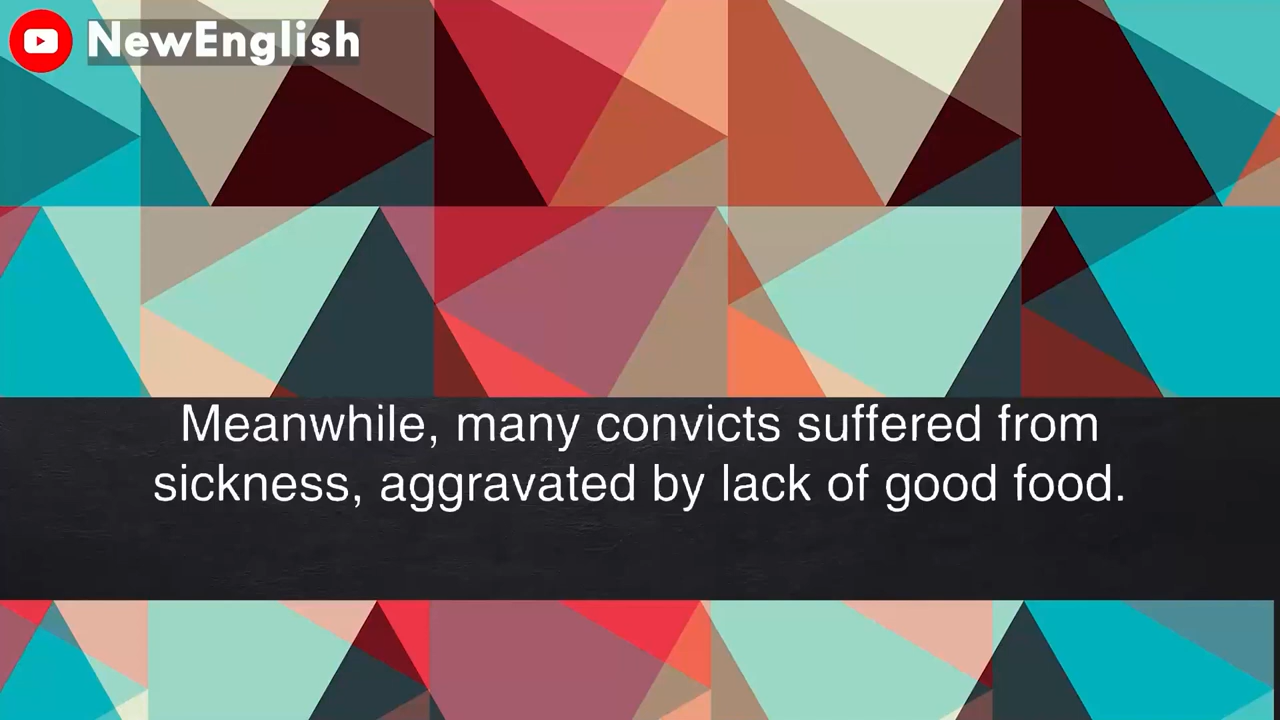 NewEnglish
Meanwhile, many convicts suffered from
sickness, aggravated by lack of good food.